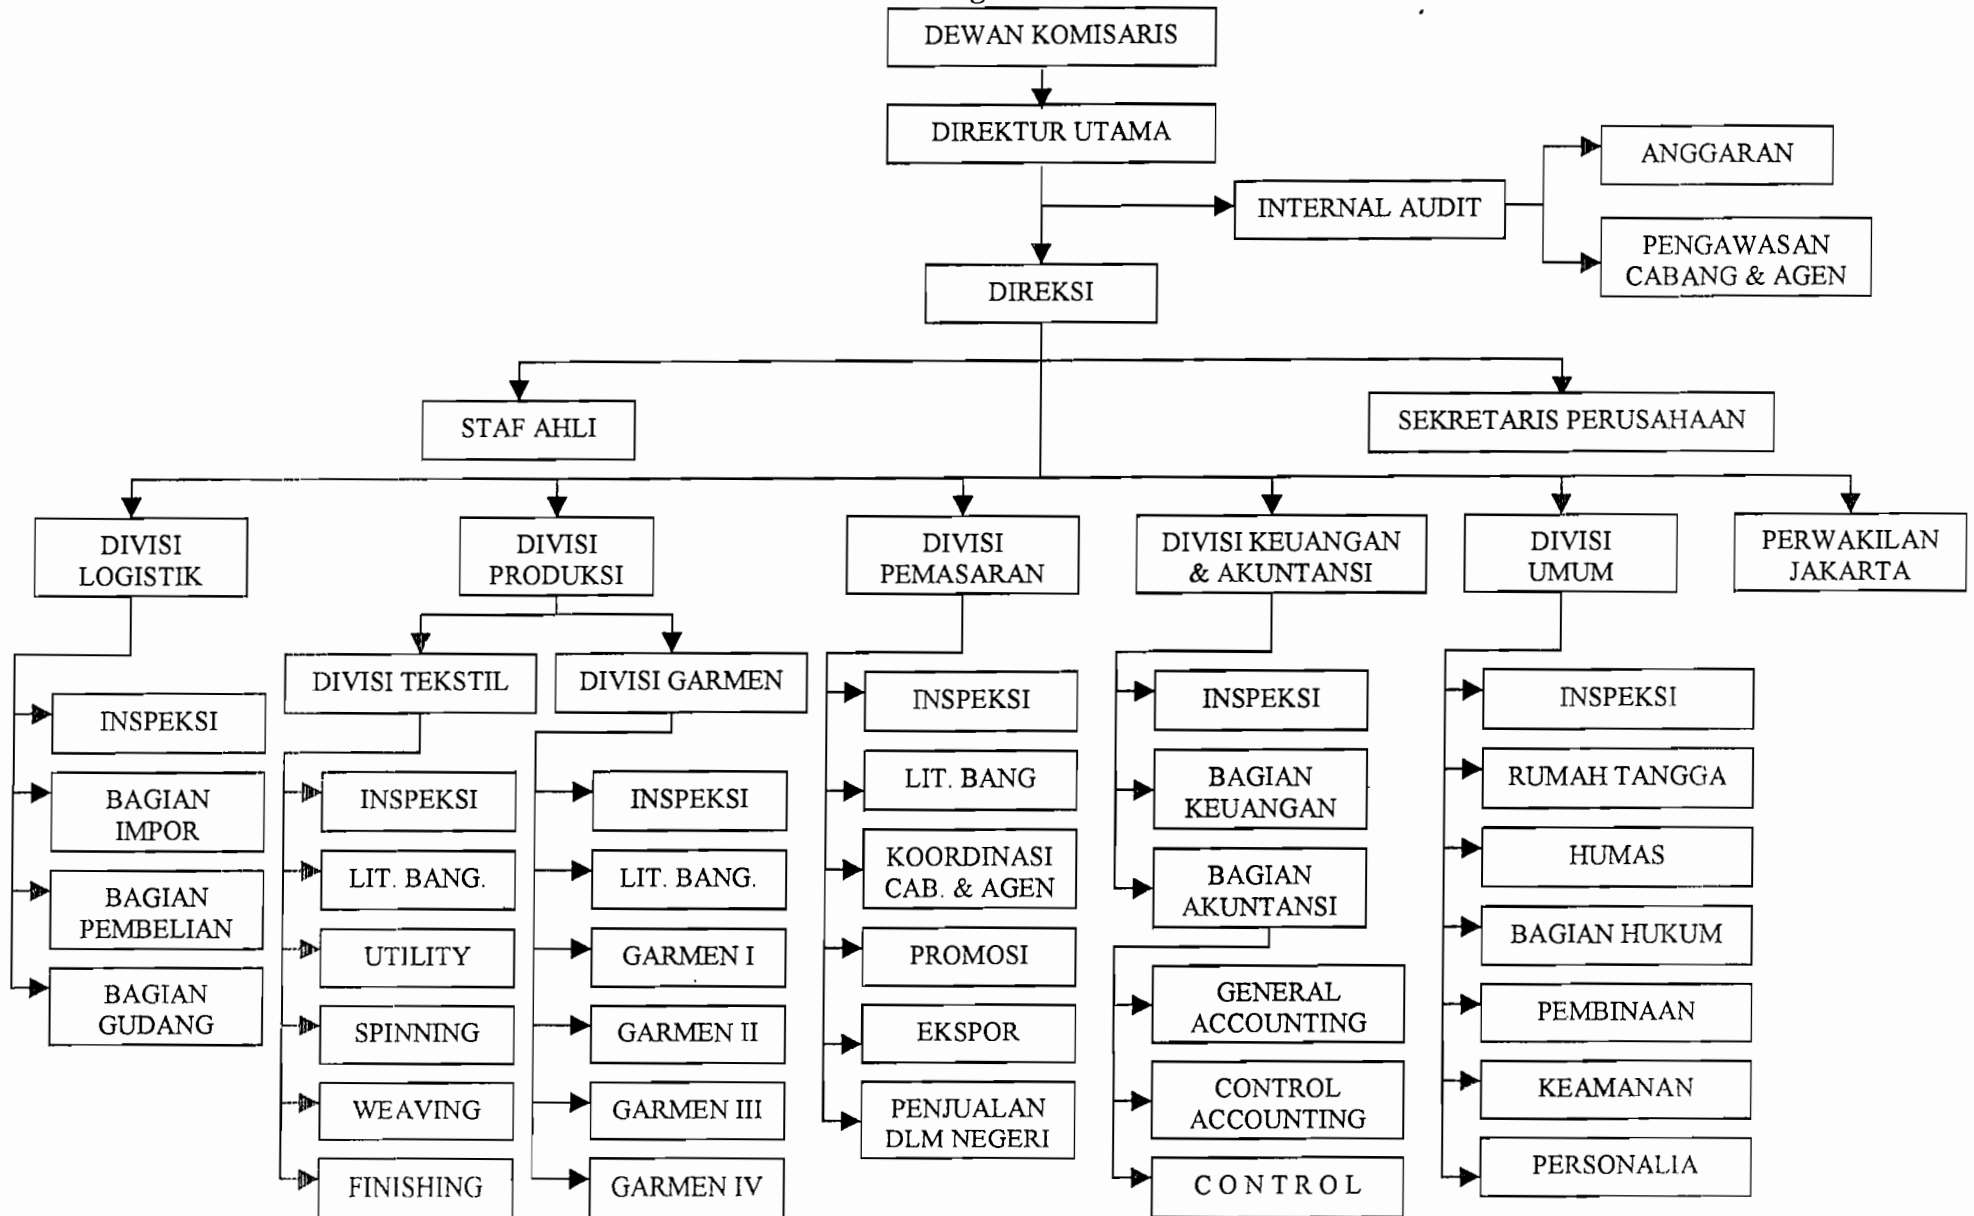 DEWAN KOMISARIS
DIREKTUR UTAMA
ANGGARAN
INTERNAL AUDIT
PENGAWASAN
CABANG & AGEN
DIREKSI
STAF AHLI
SEKRETARIS PERUSAHAAN
DIVISI
LOGISTIK
DIVISI
PRODUKSI
DIVISI
PEMASARAN
DIVISI KEUANGAN
& AKUNTANSI
DIVISI
UMUM
PERWAKILAN
JAKARTA
INSPEKSI
BAGIAN
IMPOR
BAGIAN
PEMBELIAN
BAGIAN
GUDANG
DIVISI TEKSTIL
INSPEKSI
LIT. BANG.
UTILITY
SPINNING
WEAVING
FINISHING
DIVISI GARMEN
INSPEKSI
LIT. BANG.
GARMEN I
GARMEN II
GARMEN III
GARMEN IV
INSPEKSI
LIT. BANG
KOORDINASI
CAB. & AGEN
PROMOSI
EKSPOR
PENJUALAN
DLM NEGERI
INSPEKSI
BAGIAN
KEUANGAN
BAGIAN
AKUNTANSI
GENERAL
ACCOUNTING
CONTROL
ACCOUNTING
C O N T R O L
INSPEKSI
RUMAH TANGGA
HUMAS
BAGIAN HUKUM
PEMBINAAN
KEAMANAN
PERSONALIA